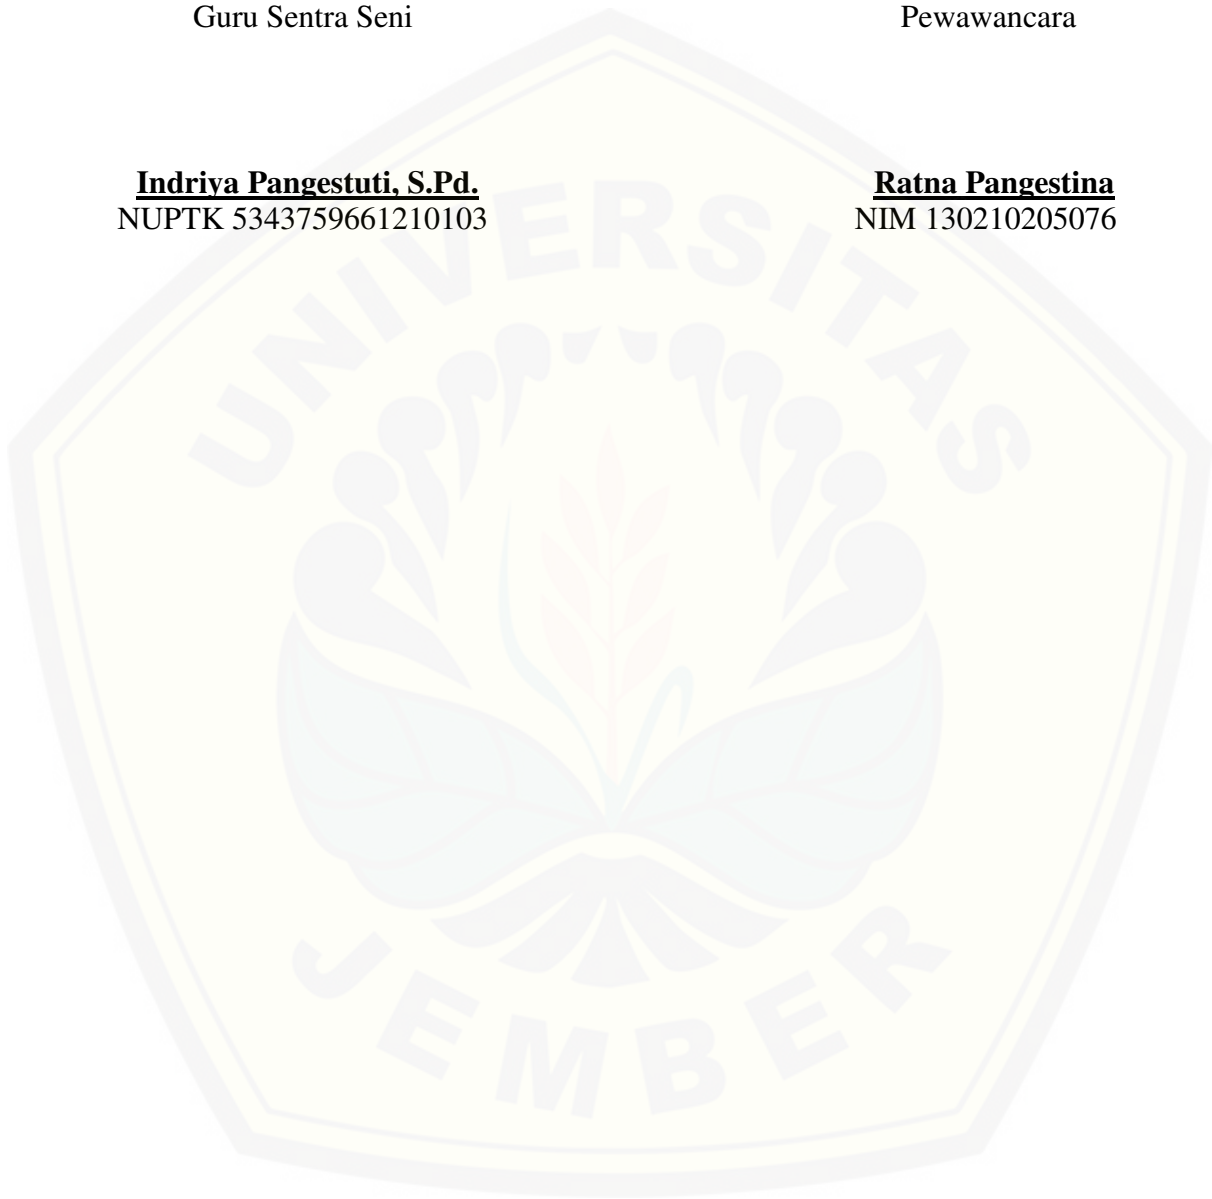 Guru Sentra Seni Pewawancara
Indriya Pangestuti, S.Pd. Ratna Pangestina
NUPTK 5343759661210103 NIM 130210205076
UNIVERSITAS
JEMBER